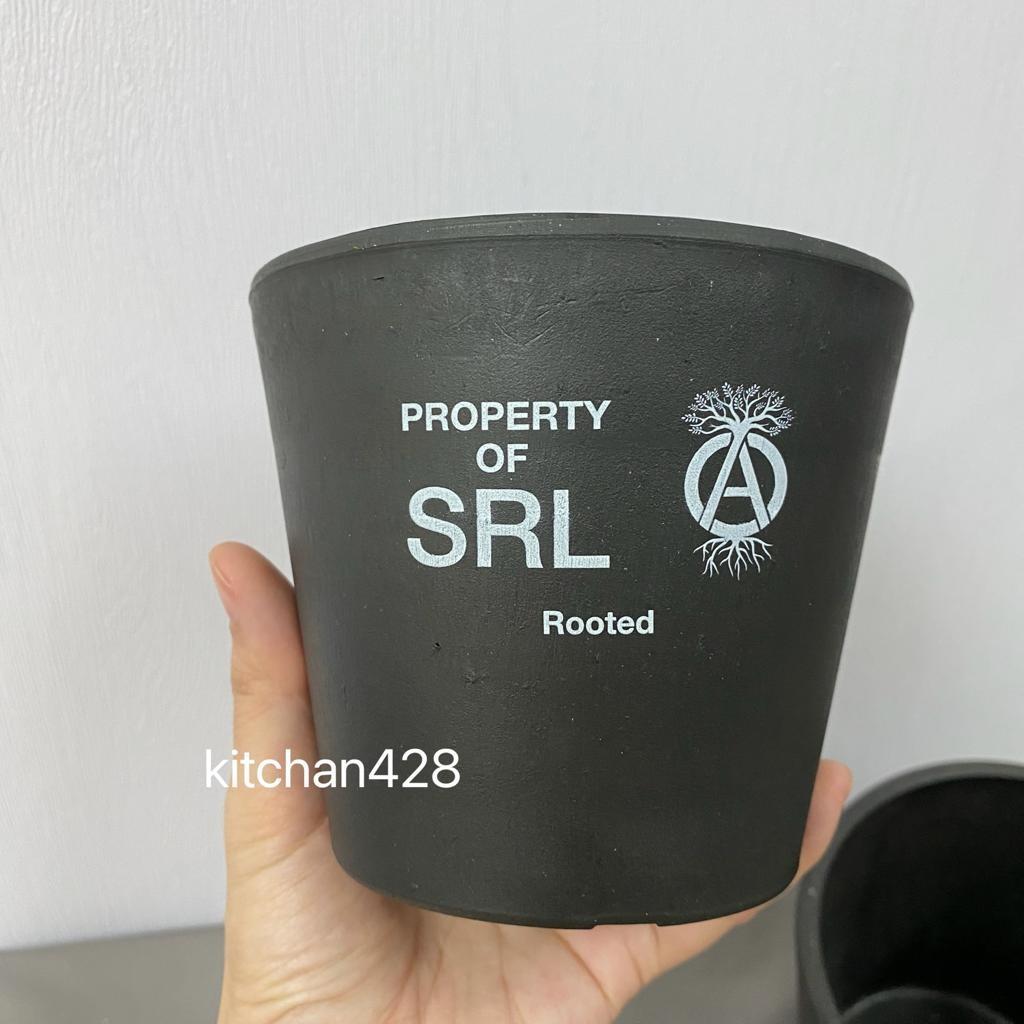 PROPERTY
OF
SRL
A
Rooted
kitchan428